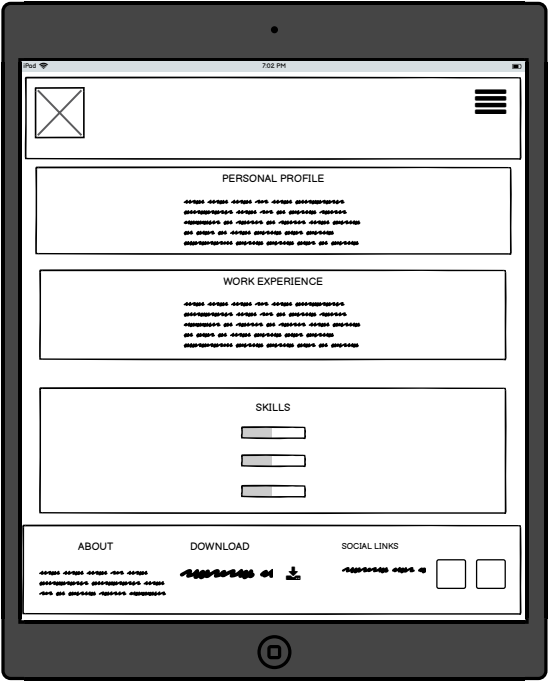 iPad
7:02 PM
PERSONAL PROFILE
WORK EXPERIENCE
SKILLS
ABOUT
DOWNLOAD
SOCIAL LINKS